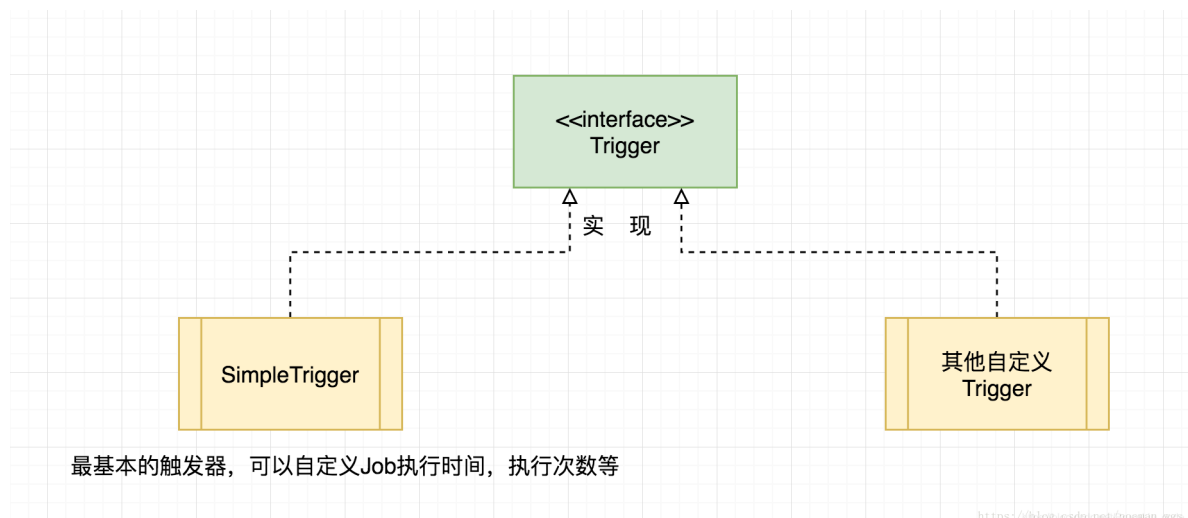 <<interface>>
Trigger
实 现
SimpleTrigger
其他自定义
Trigger
最基本的触发器，可以自定义Job执行时间，执行次数等